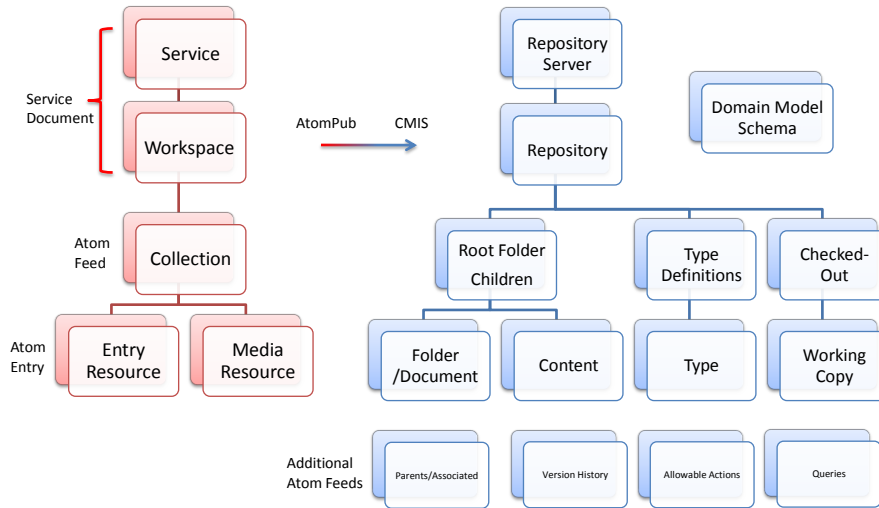 Service
Repository
Server
Service
Document
Domain Model
Schema
AtomPub
CMIS
Workspace
Repository
Atom
Feed
Collection
Root Folder
Children
Type
Definitions
Checked-
Out
Atom
Entry
Entry
Resource
Media
Resource
Folder
/Document
Content
Type
Working
Copy
Additional
Atom Feeds
Parents/Associated
Version History
Allowable Actions
Queries